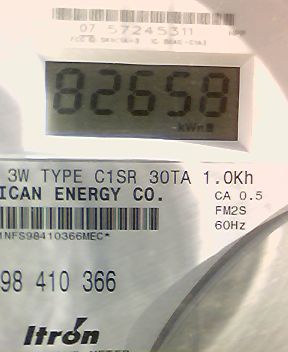 07 57245311
82658
kWh
3W TYPE C1SR 30TA 1.0Kh
ICAN ENERGY CO.
CA 0.5
FM2S
60Hz
1NFS98410366MEC*
98 410 366
Itron